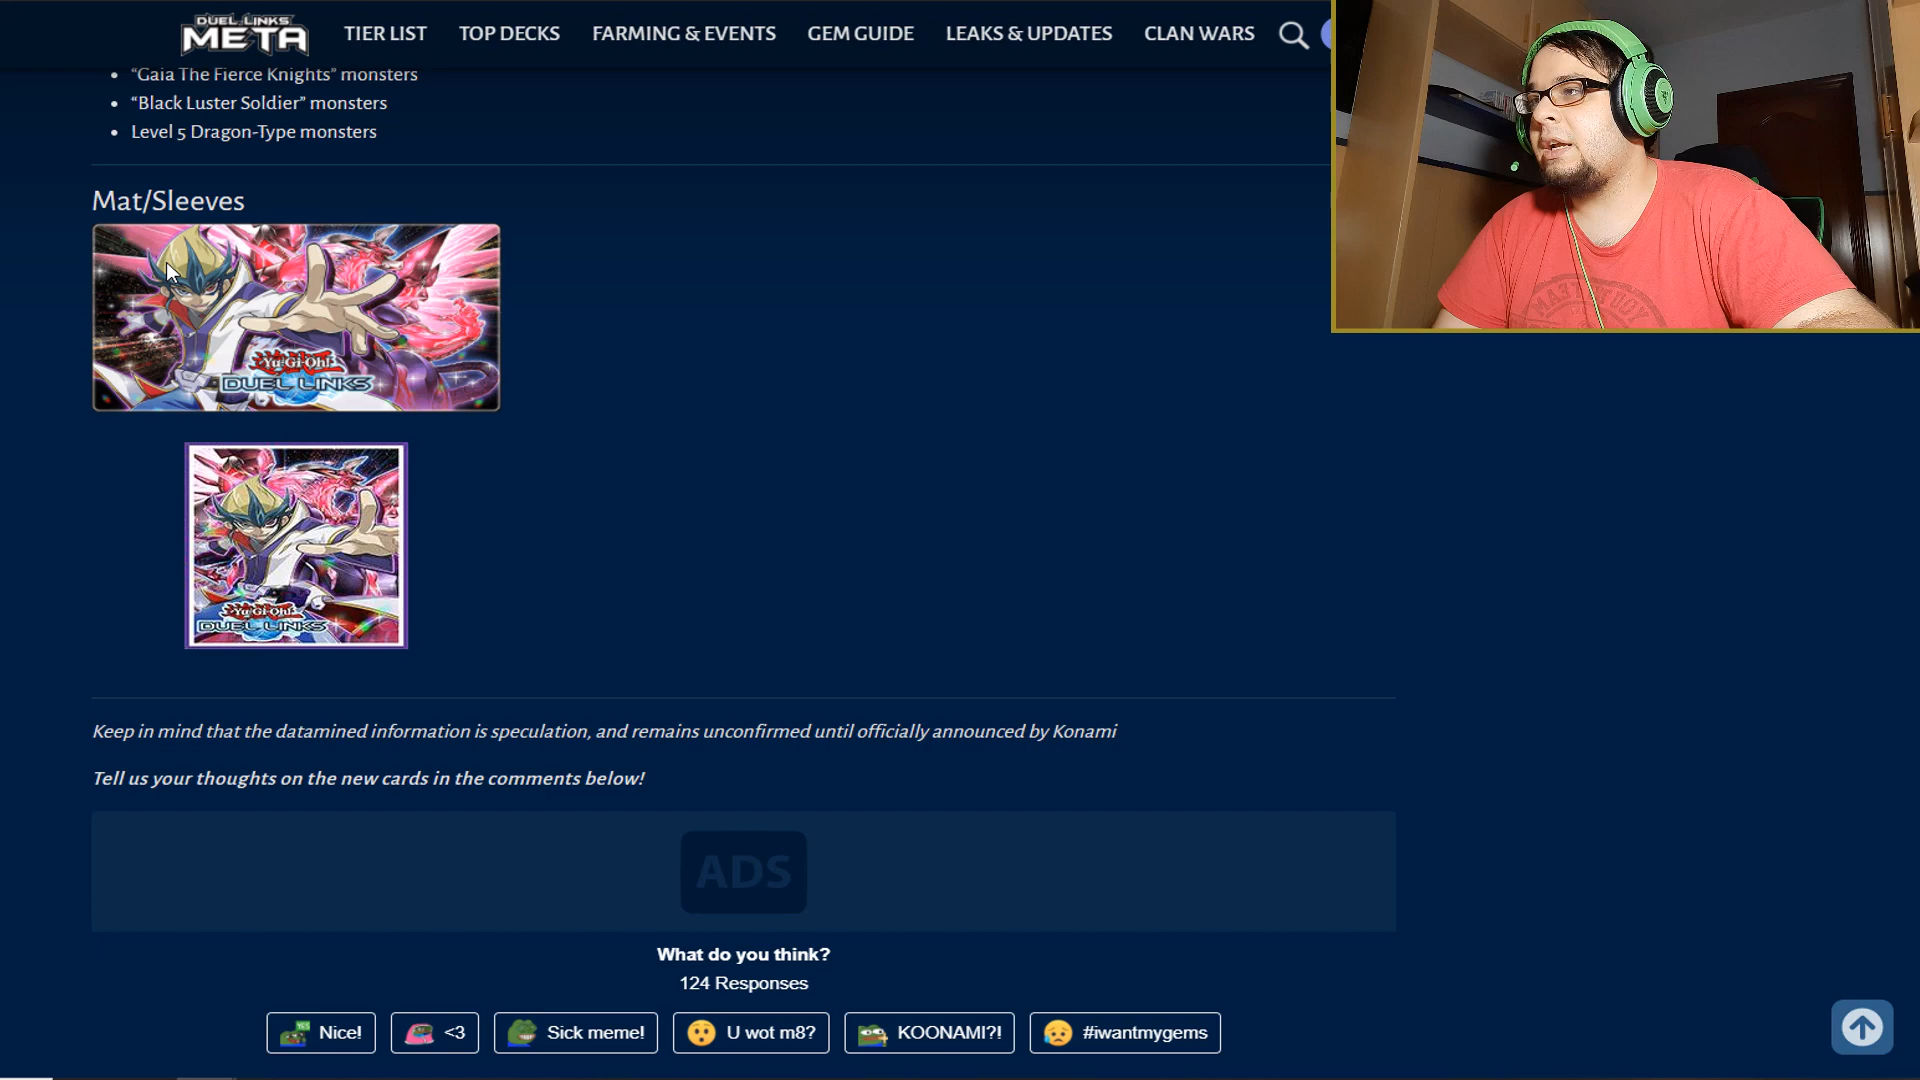 DUEL LINKS
META
TIER LIST
TOP DECKS
FARMING & EVENTS
GEM GUIDE
LEAKS & UPDATES
CLAN WARS
• “Gaia The Fierce Knights” monsters
• “Black Luster Soldier” monsters
• Level 5 Dragon-Type monsters
Mat/Sleeves
Yu-Gi-Oh!
DUEL LINKS
Yu-Gi-Oh!
DUEL LINKS
Keep in mind that the datamined information is speculation, and remains unconfirmed until officially announced by Konami
Tell us your thoughts on the new cards in the comments below!
ADS
What do you think?
124 Responses
YES
Nice!
<3
Sick meme!
U wot m8?
KOONAMI?!
#iwantmygems